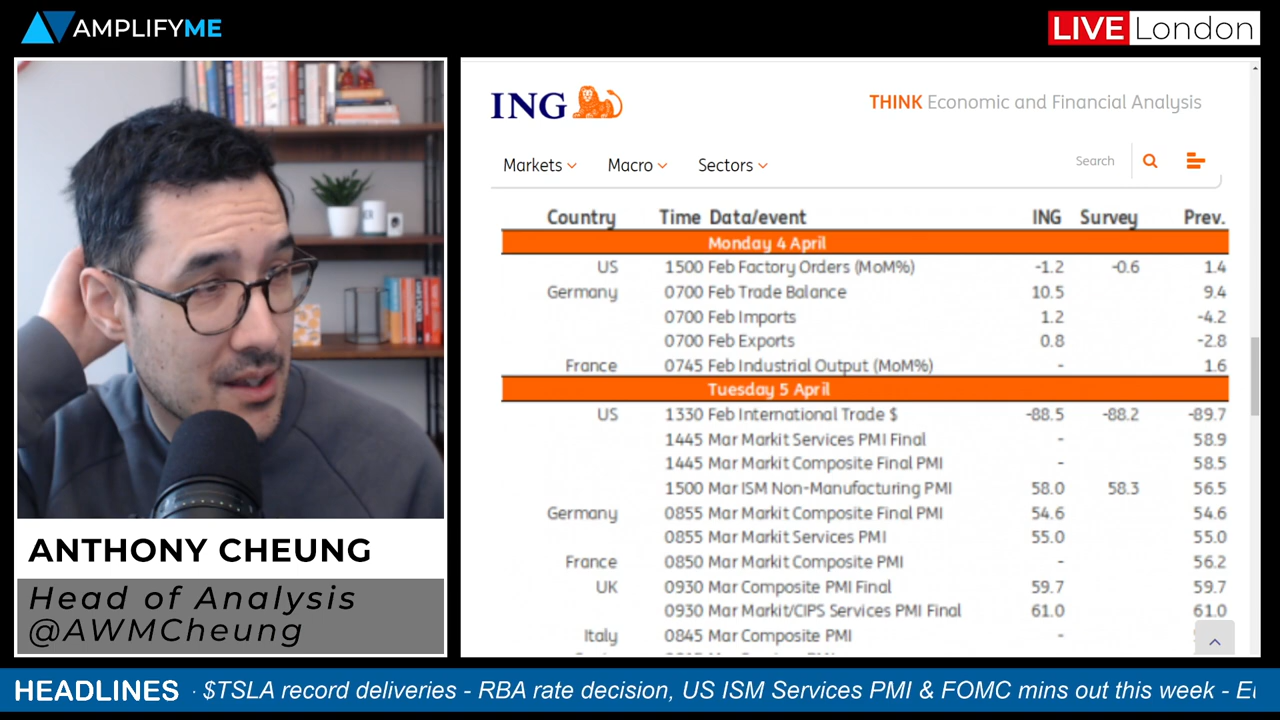 AMPLIFYME
LIVE London
ING
THINK Economic and Financial Analysis
Markets Macro Sectors Search
Country Time Data/event ING Survey Prev.
Monday 4 April
US 1500 Feb Factory Orders (MoM%) -1.2 -0.6 1.4
Germany 0700 Feb Trade Balance 10.5 9.4
0700 Feb Imports 1.2 -4.2
0700 Feb Exports 0.8 -2.8
France 0745 Feb Industrial Output (MoM%) - 1.6
Tuesday 5 April
US 1330 Feb International Trade $ -88.5 -88.2 -89.7
1445 Mar Markit Services PMI Final - 58.9
1445 Mar Markit Composite Final PMI - 58.5
1500 Mar ISM Non-Manufacturing PMI 58.0 58.3 56.5
Germany 0855 Mar Markit Composite Final PMI 54.6 54.6
0855 Mar Markit Services PMI 55.0 55.0
France 0850 Mar Markit Composite PMI - 56.2
UK 0930 Mar Composite PMI Final 59.7 59.7
0930 Mar Markit/CIPS Services PMI Final 61.0 61.0
Italy 0845 Mar Composite PMI -
ANTHONY CHEUNG
Head of Analysis
@AWMCheung
HEADLINES · $TSLA record deliveries - RBA rate decision, US ISM Services PMI & FOMC mins out this week -